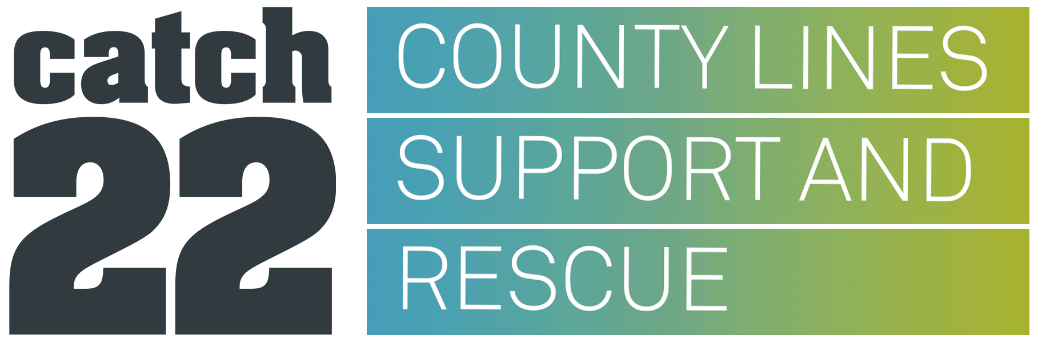 catch
22
COUNTY LINES
SUPPORT AND
RESCUE